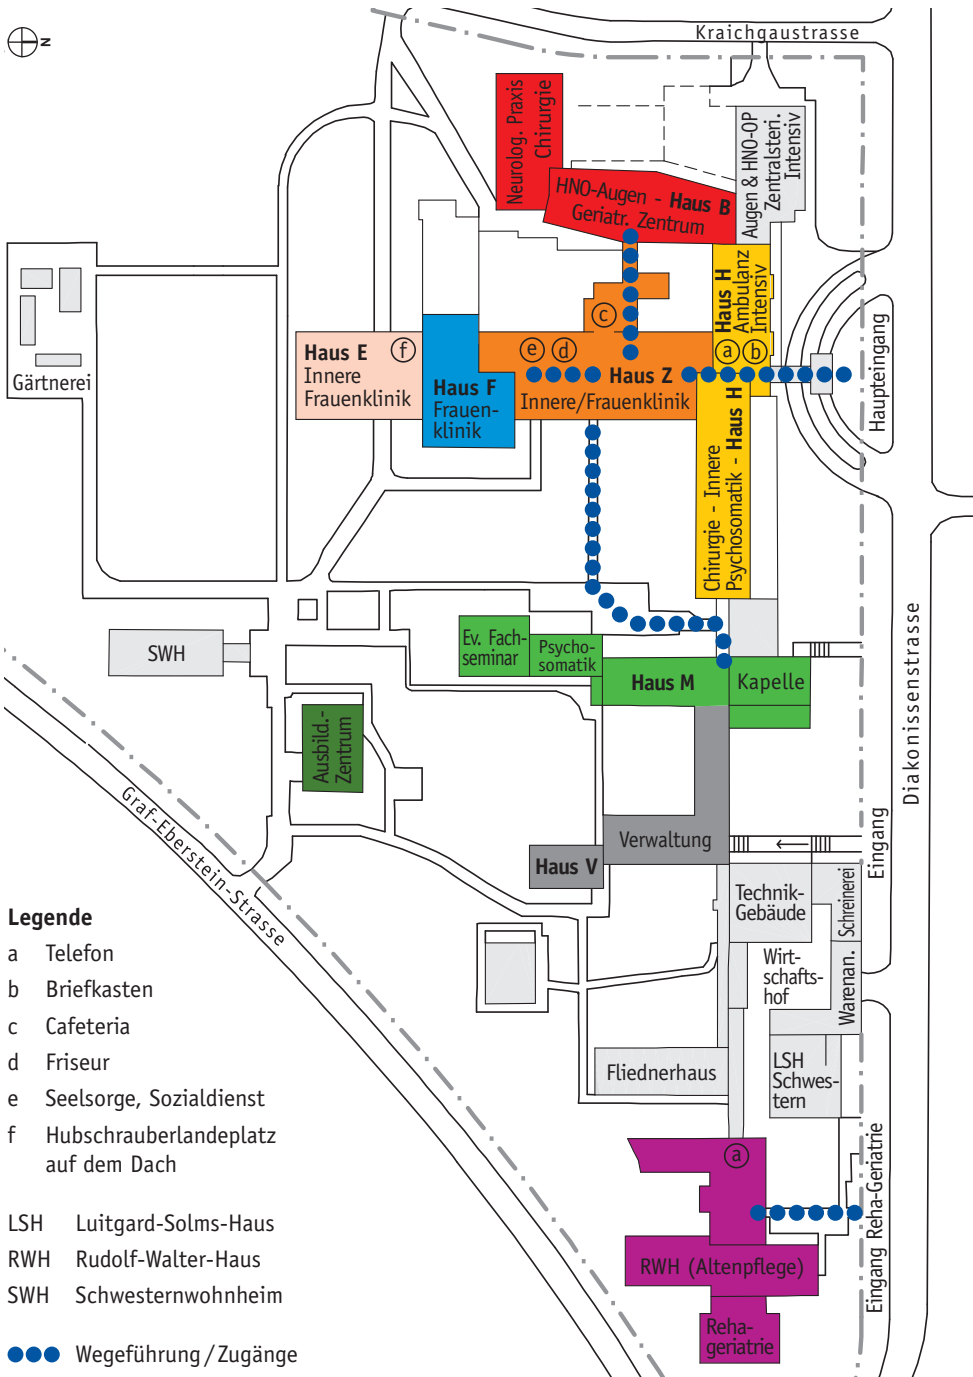 N
Kraichgaustrasse
Neurolog. Praxis
Chirurgie
HNO-Augen - Haus B
Geriatr. Zentrum
Augen & HNO-OP
Zentralsteri.
Intensiv
Haus H
Ambulanz
Intensiv
Gärtnerei
Haus E
Innere
Frauenklinik
f
Haus F
Frauen-
klinik
c
e
d
Haus Z
Innere/Frauenklinik
a
b
Haupteingang
Chirurgie - Innere
Psychosomatik - Haus H
Diakonissenstrasse
SWH
Ev. Fach-
seminar
Psycho-
somatik
Haus M
Kapelle
Ausbild.-
Zentrum
Graf-Eberstein-Strasse
Verwaltung
Haus V
Eingang
Technik-
Gebäude
Schreinerei
Wirt-
schafts-
hof
Warenan.
Fliednerhaus
LSH
Schwes-
tern
a
Eingang Reha-Geriatrie
RWH (Altenpflege)
Reha-
geriatrie
Legende
a Telefon
b Briefkasten
c Cafeteria
d Friseur
e Seelsorge, Sozialdienst
f Hubschrauberlandeplatz
auf dem Dach
LSH Luitgard-Solms-Haus
RWH Rudolf-Walter-Haus
SWH Schwesternwohnheim
Wegeführung / Zugänge